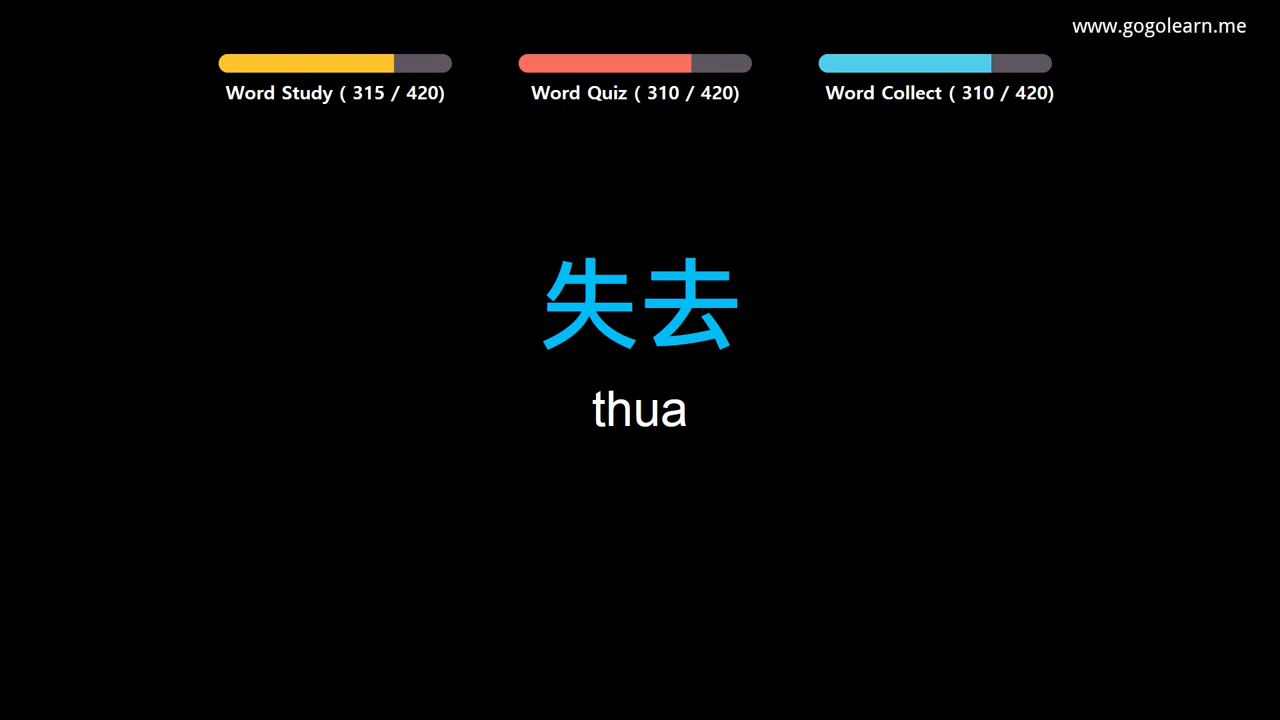 www.gogolearn.me
Word Study ( 315 / 420)
Word Quiz ( 310 / 420)
Word Collect ( 310 / 420)
失去
thua